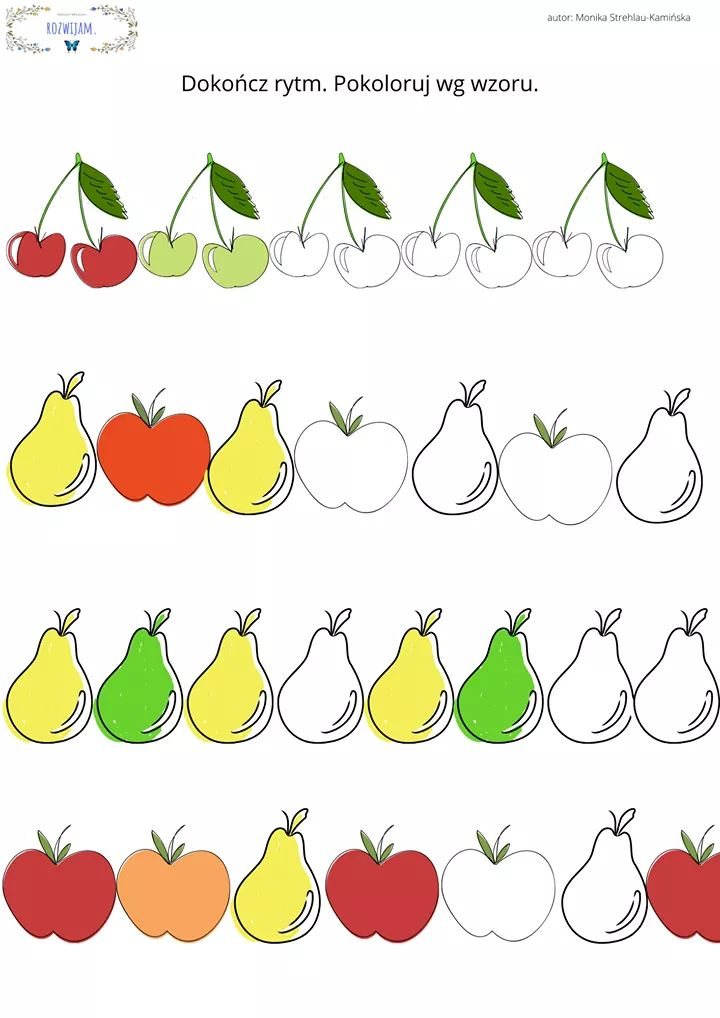 autor: Monika Strehlau-Kamińska
ROZWIJAM.
Dokończ rytm. Pokoloruj wg wzoru.